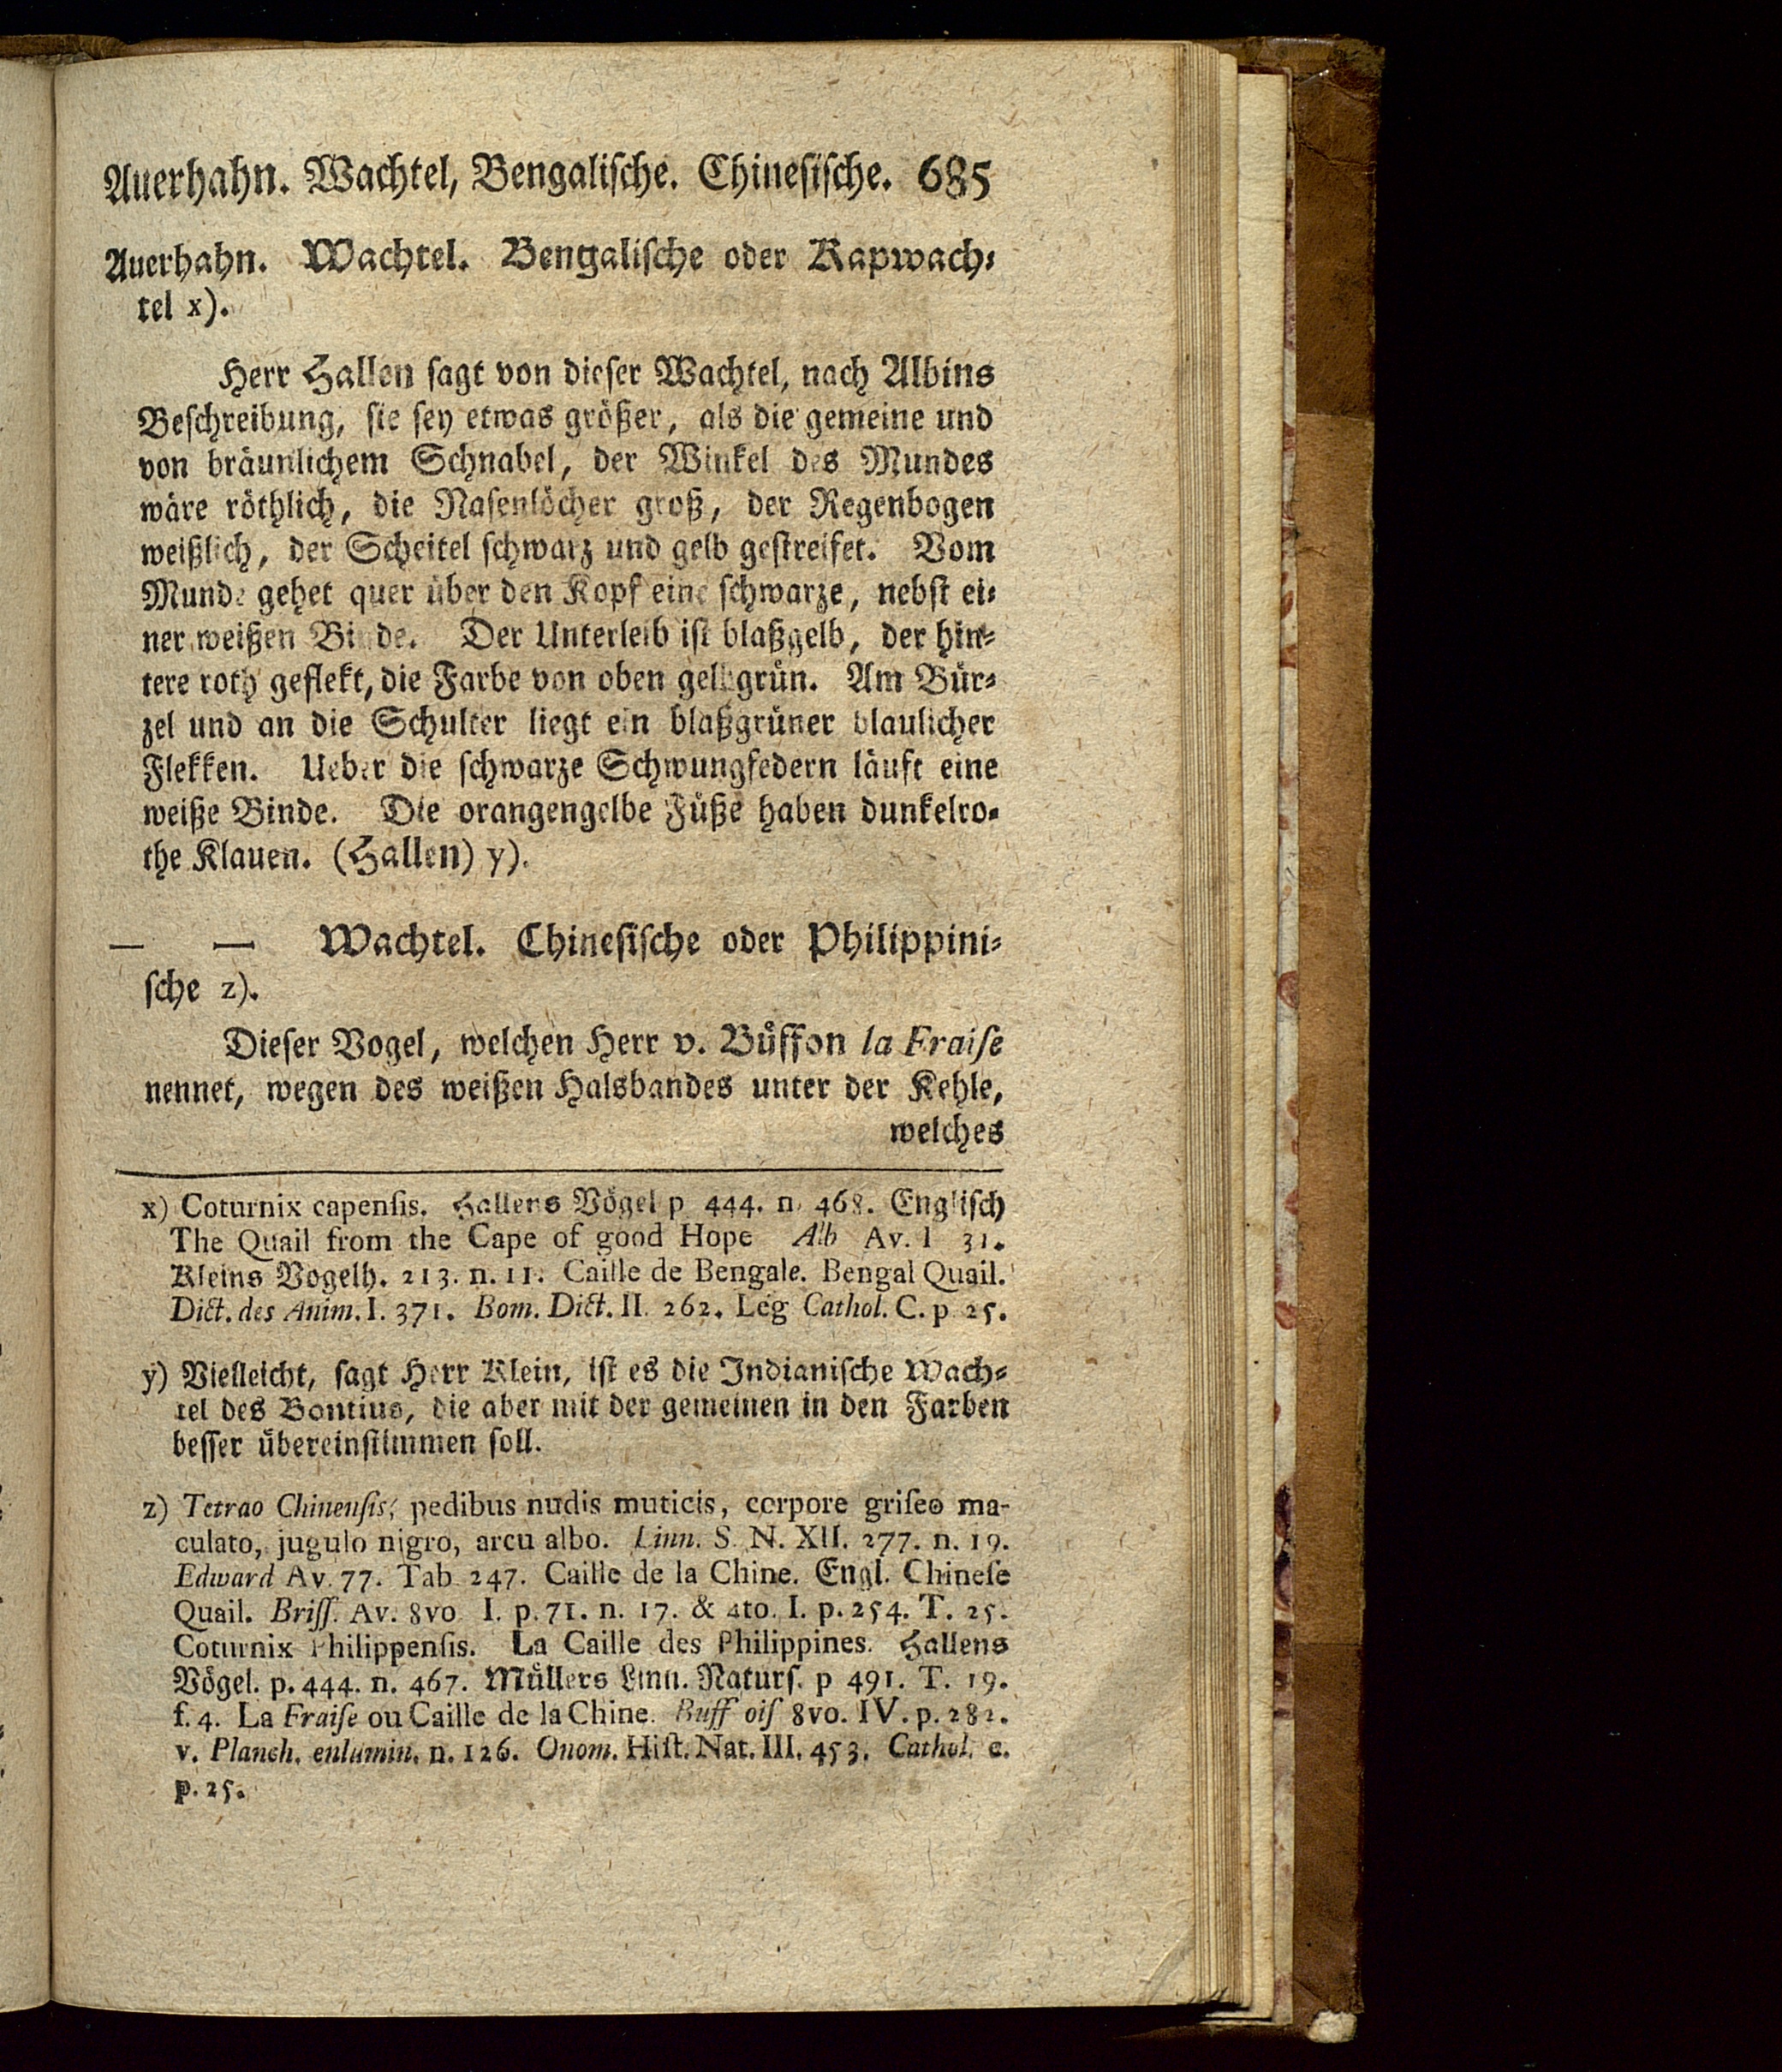 Auerhahn. Wachtel, Bengalische. Chinesische. 685
Auerhahn. Wachtel. Bengalische oder Kapwach-
tel x).
Herr Hallen sagt von dieser Wachtel, nach Albins
Beschreibung, sie sey etwas größer, als die gemeine und
von bräunlichem Schnabel, der Winkel des Mundes
wäre röthlich, die Nasenlöcher groß, der Regenbogen
weißlich, der Scheitel schwarz und gelb gestreifet. Vom
Munde gehet quer über den Kopf eine schwarze, nebst ei-
ner weißen Binde. Der Unterleib ist blaßgelb, der hin-
tere roth geflekt, die Farbe von oben gelbgrün. Am Bür-
zel und an die Schulter liegt ein blaßgrüner blaulicher
Flekken. Ueber die schwarze Schwungfedern läuft eine
weiße Binde. Die orangengelbe Füße haben dunkelro-
the Klauen. (Hallen) y).
— — Wachtel. Chinesische oder Philippini-
sche z).
Dieser Vogel, welchen Herr v. Büffon la Fraise
nennet, wegen des weißen Halsbandes unter der Kehle,
welches
x) Coturnix capensis. Hallens Vögel p. 444. n. 468. Englisch
The Quail from the Cape of good Hope Alb Av. I 31.
Kleins Vogelh. 213. n. 11. Caille de Bengale. Bengal Quail.
Dict. des Anim. I. 371. Bom. Dict. II. 262. Leg Cathol. C. p. 25.
y) Vielleicht, sagt Herr Klein, ist es die Indianische Wach-
tel des Bontius, die aber mit der gemeinen in den Farben
besser übereinstimmen soll.
z) Tetrao Chinensis, pedibus nudis muticis, corpore griseo ma-
culato, jugulo nigro, arcu albo. Linn. S. N. XII. 277. n. 19.
Edward Av. 77. Tab. 247. Caille de la Chine. Engl. Chinese
Quail. Briss. Av. 8vo I. p. 71. n. 17. & 4to. I. p. 254. T. 25.
Coturnix Philippensis. La Caille des Philippines. Hallens
Vögel. p. 444. n. 467. Müllers Linn. Naturs. p 491. T. 19.
f. 4. La Fraise ou Caille de la Chine. Buff ois 8vo. IV. p. 282.
v. Planch. enlumin. n. 126. Onom. Hist. Nat. III. 453. Cathol. c.
p. 25.